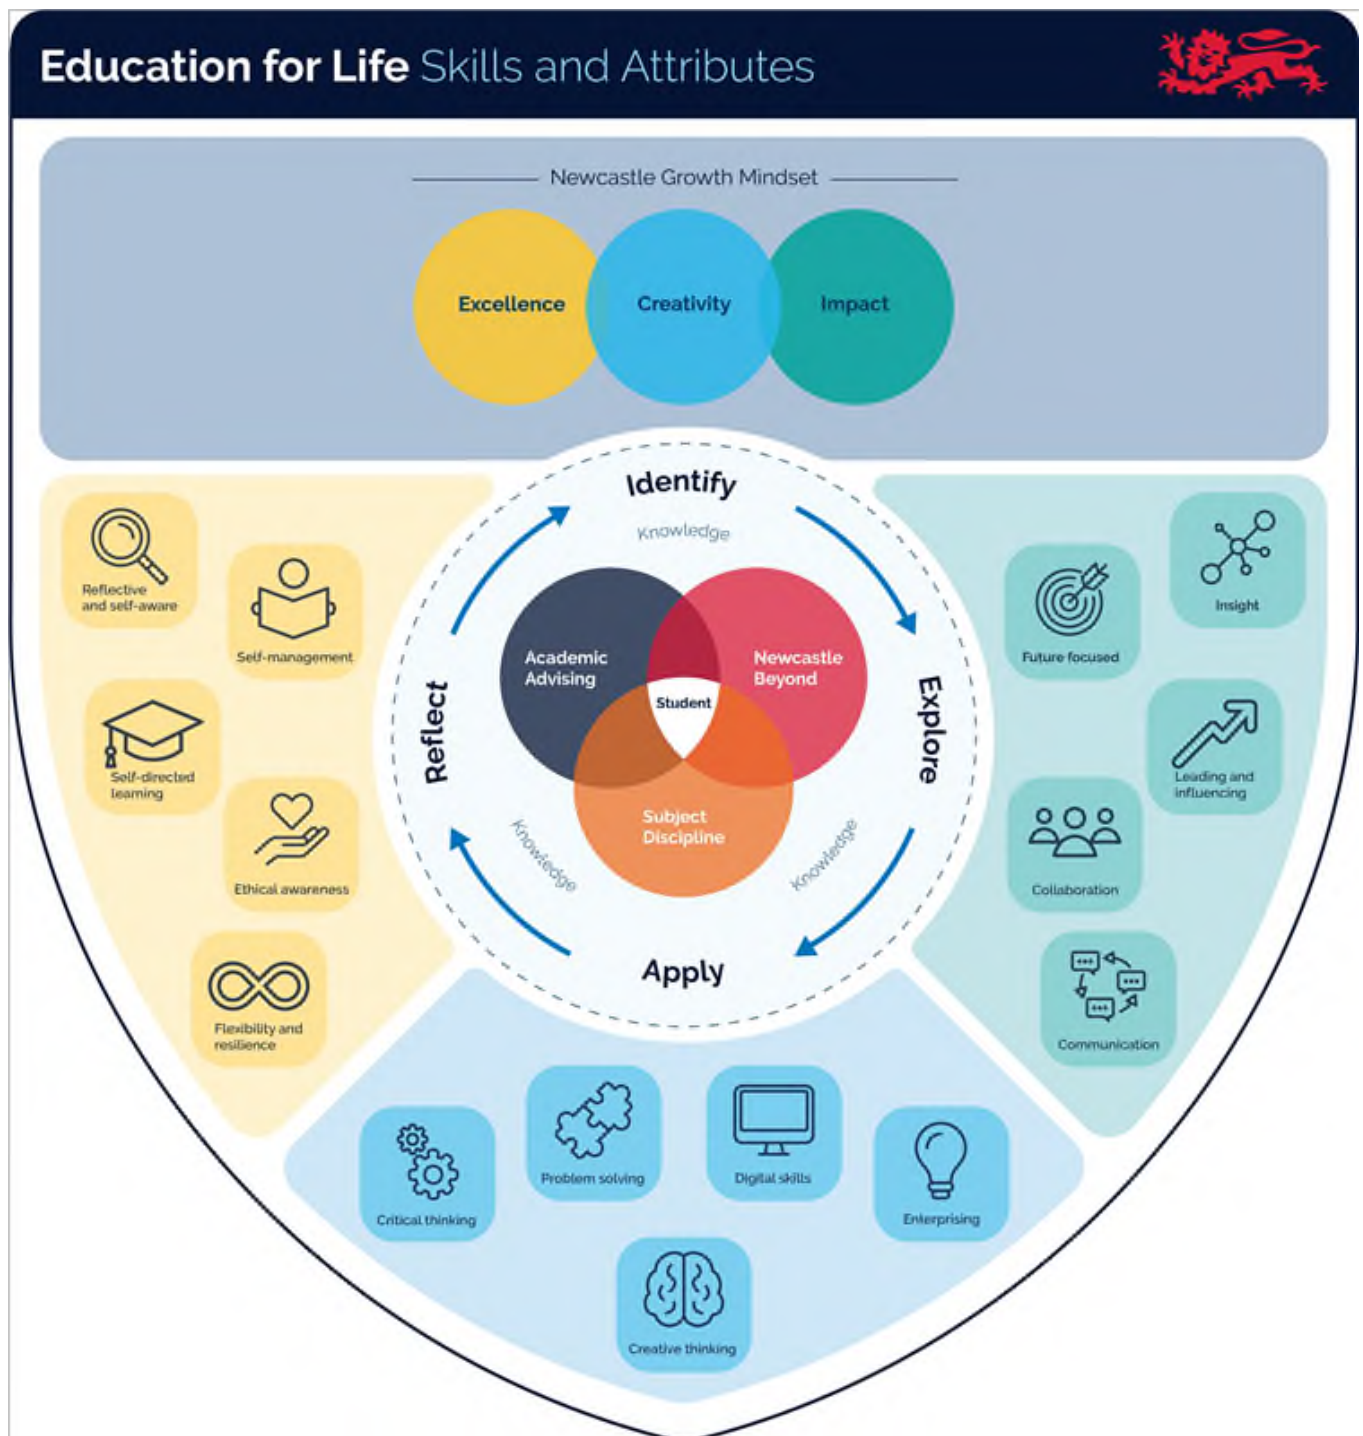 Education for Life Skills and Attributes
Newcastle Growth Mindset
Excellence
Creativity
Impact
Identify
Knowledge
Explore
Knowledge
Apply
Knowledge
Reflect
Academic
Advising
Newcastle
Beyond
Student
Subject
Discipline
Reflective
and self-aware
Self-management
Self-directed
learning
Ethical awareness
Flexibility and
resilience
Critical thinking
Problem solving
Digital skills
Enterprising
Creative thinking
Insight
Future focused
Leading and
influencing
Collaboration
Communication